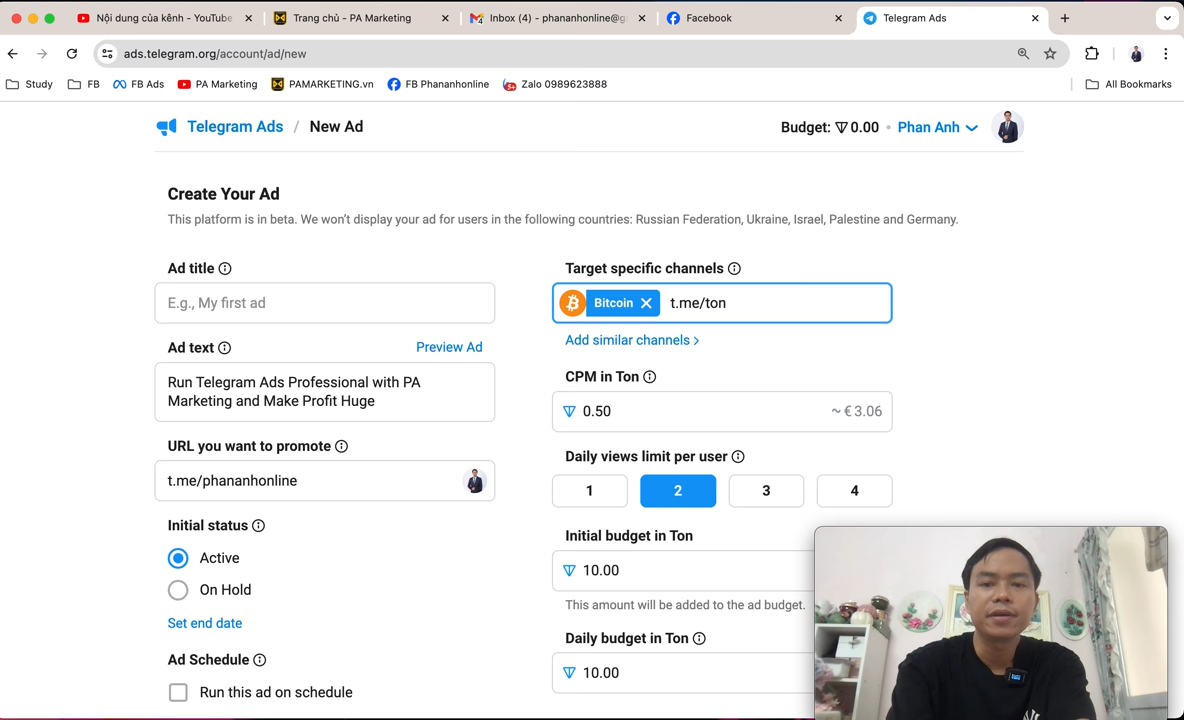 Nội dung của kênh - YouTube
Trang chủ - PA Marketing
Inbox (4) - phananhonline@g
Facebook
Telegram Ads
ads.telegram.org/account/ad/new
Study
FB
FB Ads
PA Marketing
PAMARKETING.vn
FB Phananhonline
Zalo 0989623888
All Bookmarks
Telegram Ads / New Ad
Budget: 0.00 • Phan Anh
Create Your Ad
This platform is in beta. We won't display your ad for users in the following countries: Russian Federation, Ukraine, Israel, Palestine and Germany.
Ad title
E.g., My first ad
Ad text
Preview Ad
Run Telegram Ads Professional with PA
Marketing and Make Profit Huge
URL you want to promote
t.me/phananhonline
Initial status
Active
On Hold
Set end date
Ad Schedule
Run this ad on schedule
Target specific channels
Bitcoin
t.me/ton
Add similar channels >
CPM in Ton
0.50
~ € 3.06
Daily views limit per user
1
2
3
4
Initial budget in Ton
10.00
This amount will be added to the ad budget.
Daily budget in Ton
10.00